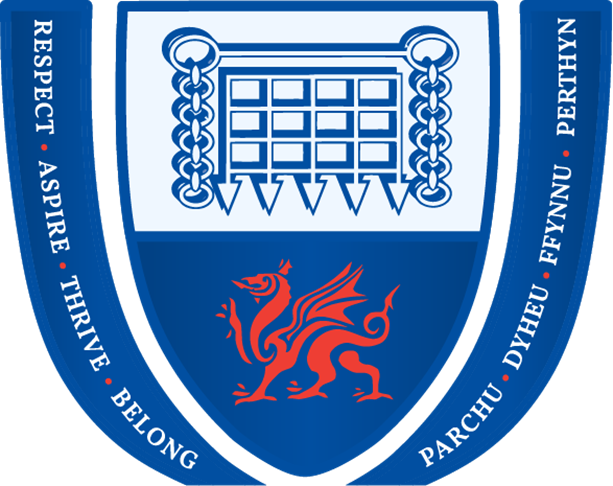 RESPECT • ASPIRE • THRIVE • BELONG
PARCHU • DYHEU • FFYNNU • PERTHYN